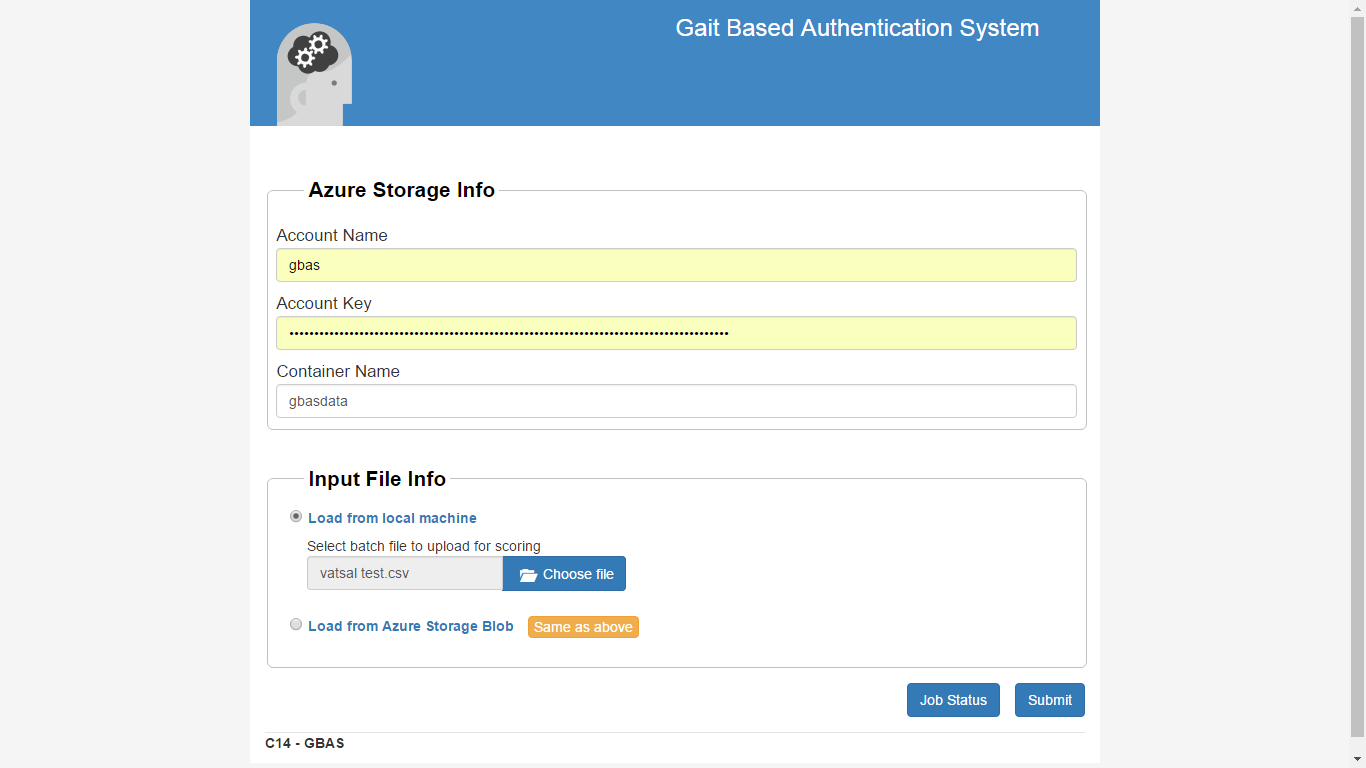 Gait Based Authentication System
Azure Storage Info
Account Name
gbas
Account Key
Container Name
gbasdata
Input File Info
Load from local machine
Select batch file to upload for scoring
vatsal test.csv
Choose file
Load from Azure Storage Blob Same as above
Job Status Submit
C14 - GBAS